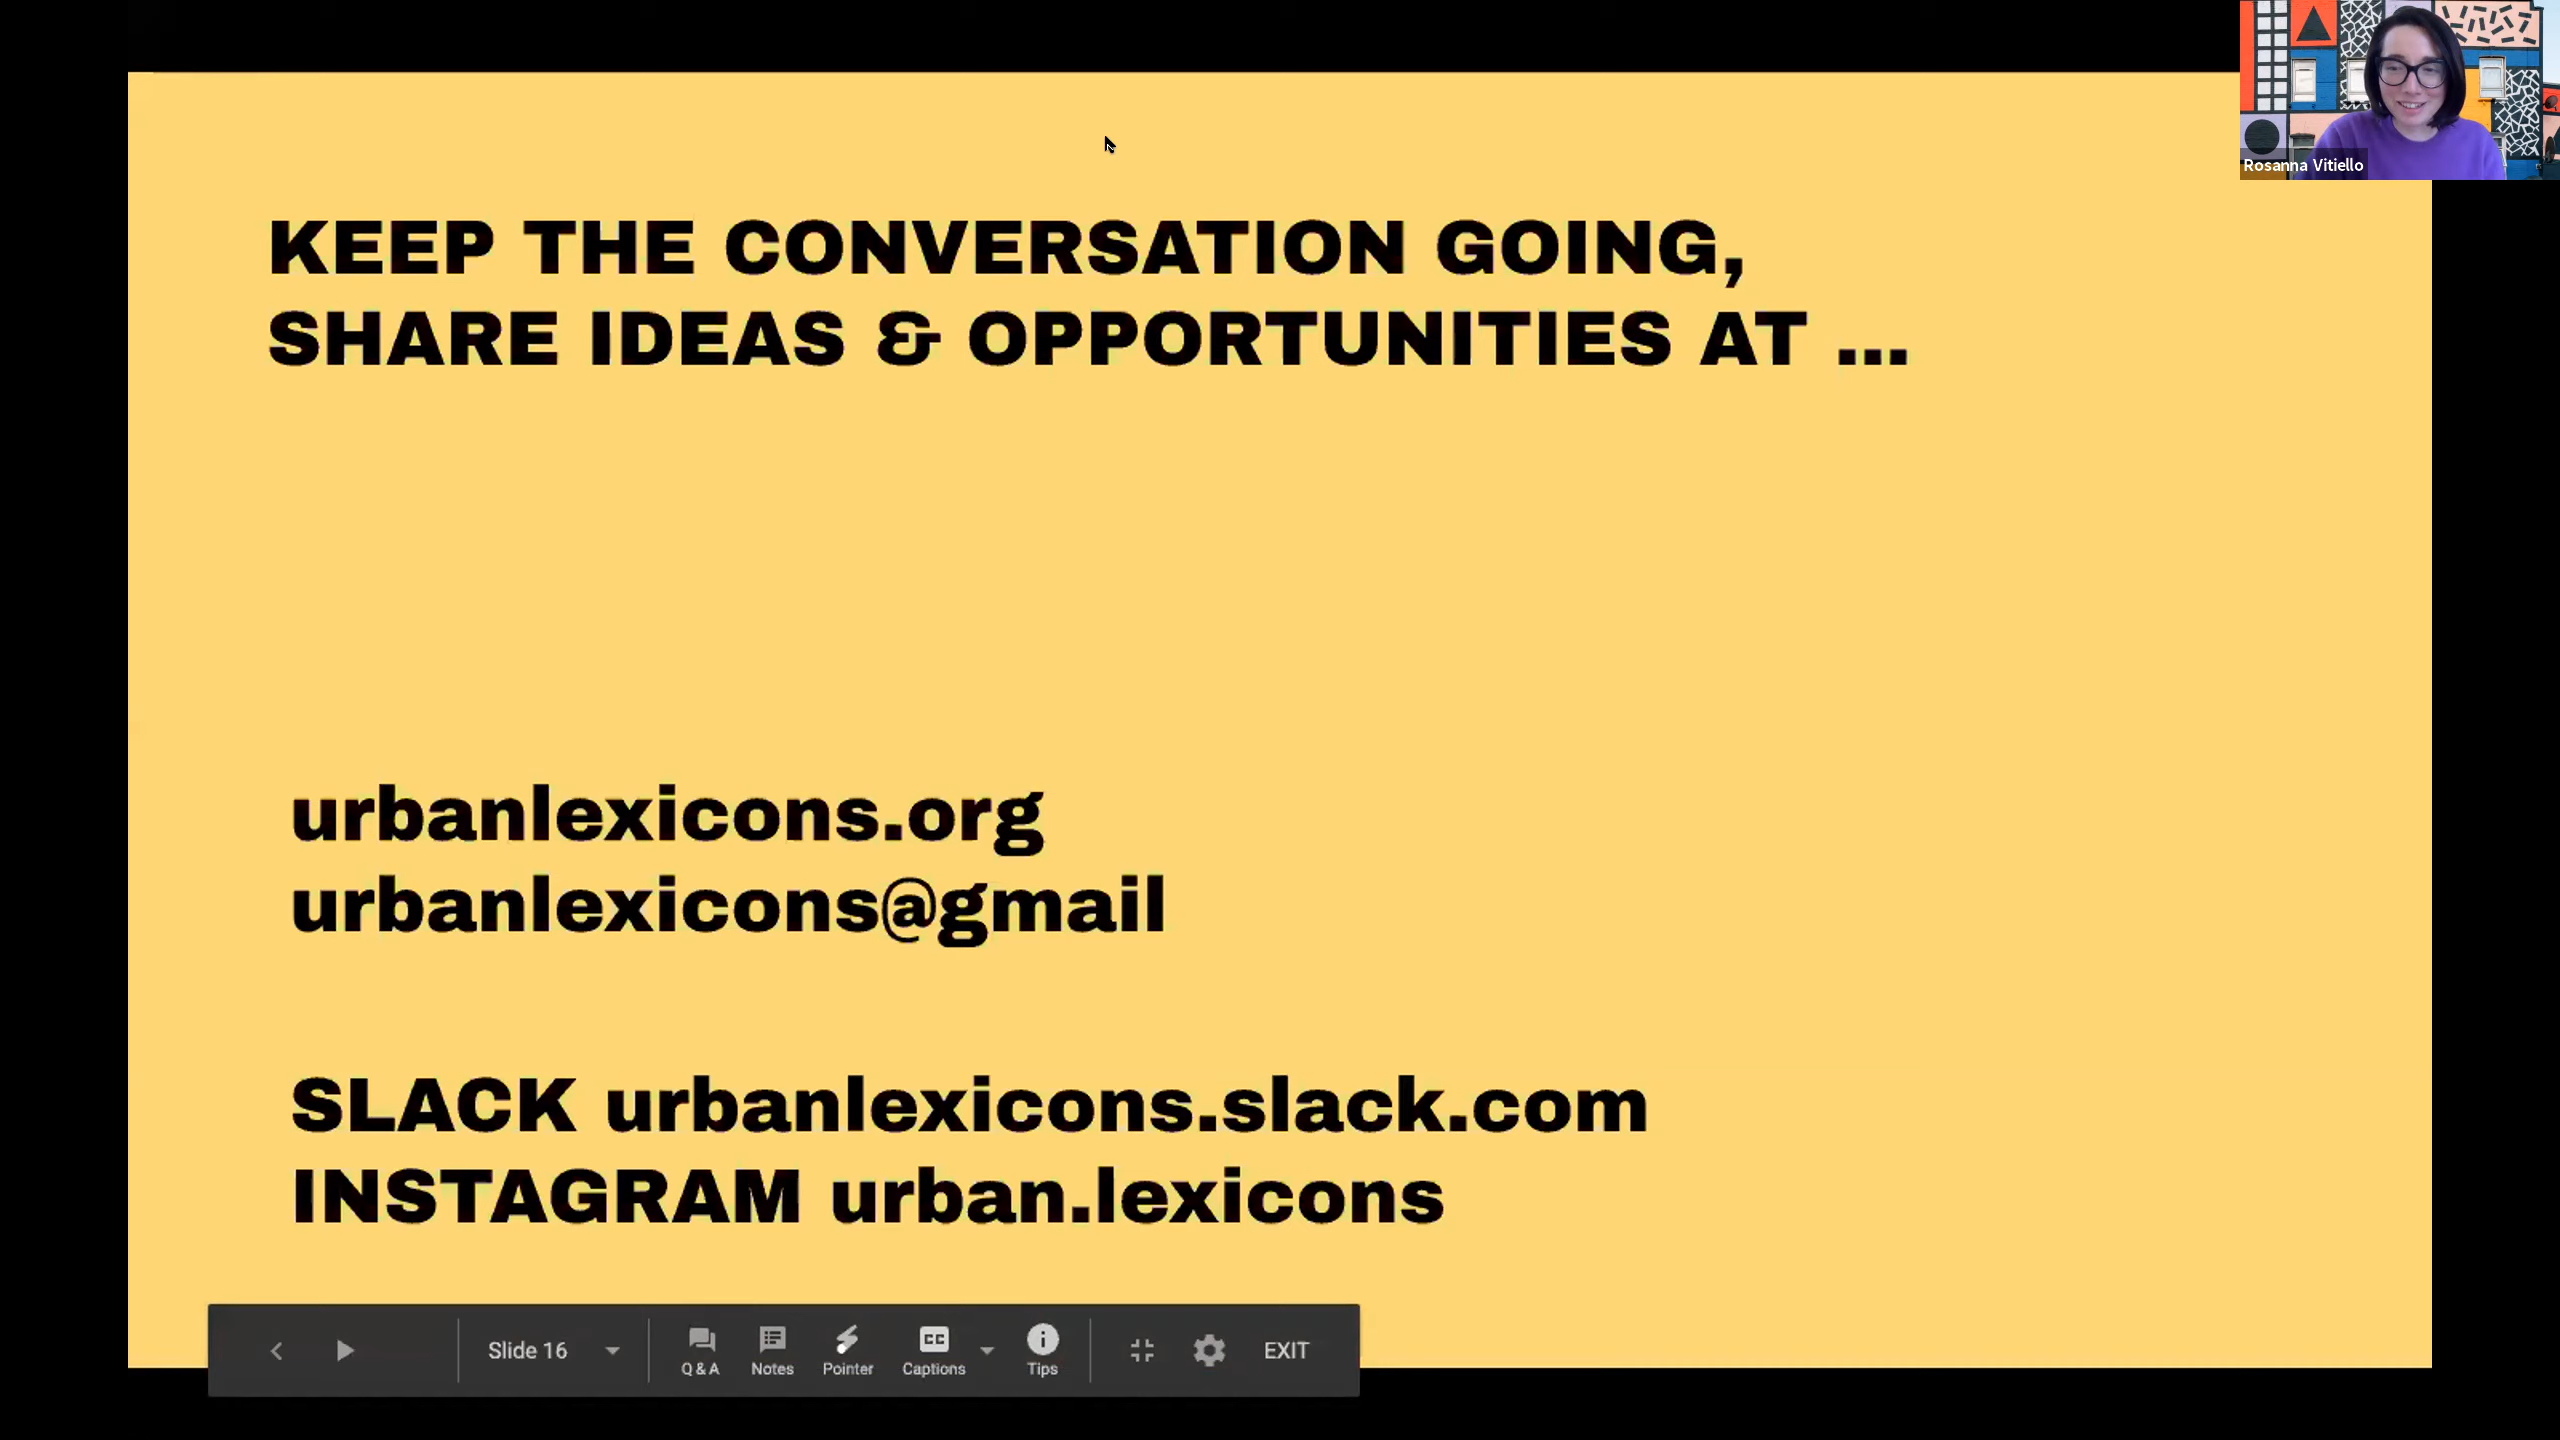 Rosanna Vitiello
KEEP THE CONVERSATION GOING,
SHARE IDEAS & OPPORTUNITIES AT ...
urbanlexicons.org
urbanlexicons@gmail
SLACK urbanlexicons.slack.com
INSTAGRAM urban.lexicons
Slide 16
Q & A
Notes
Pointer
CC
Captions
Tips
EXIT